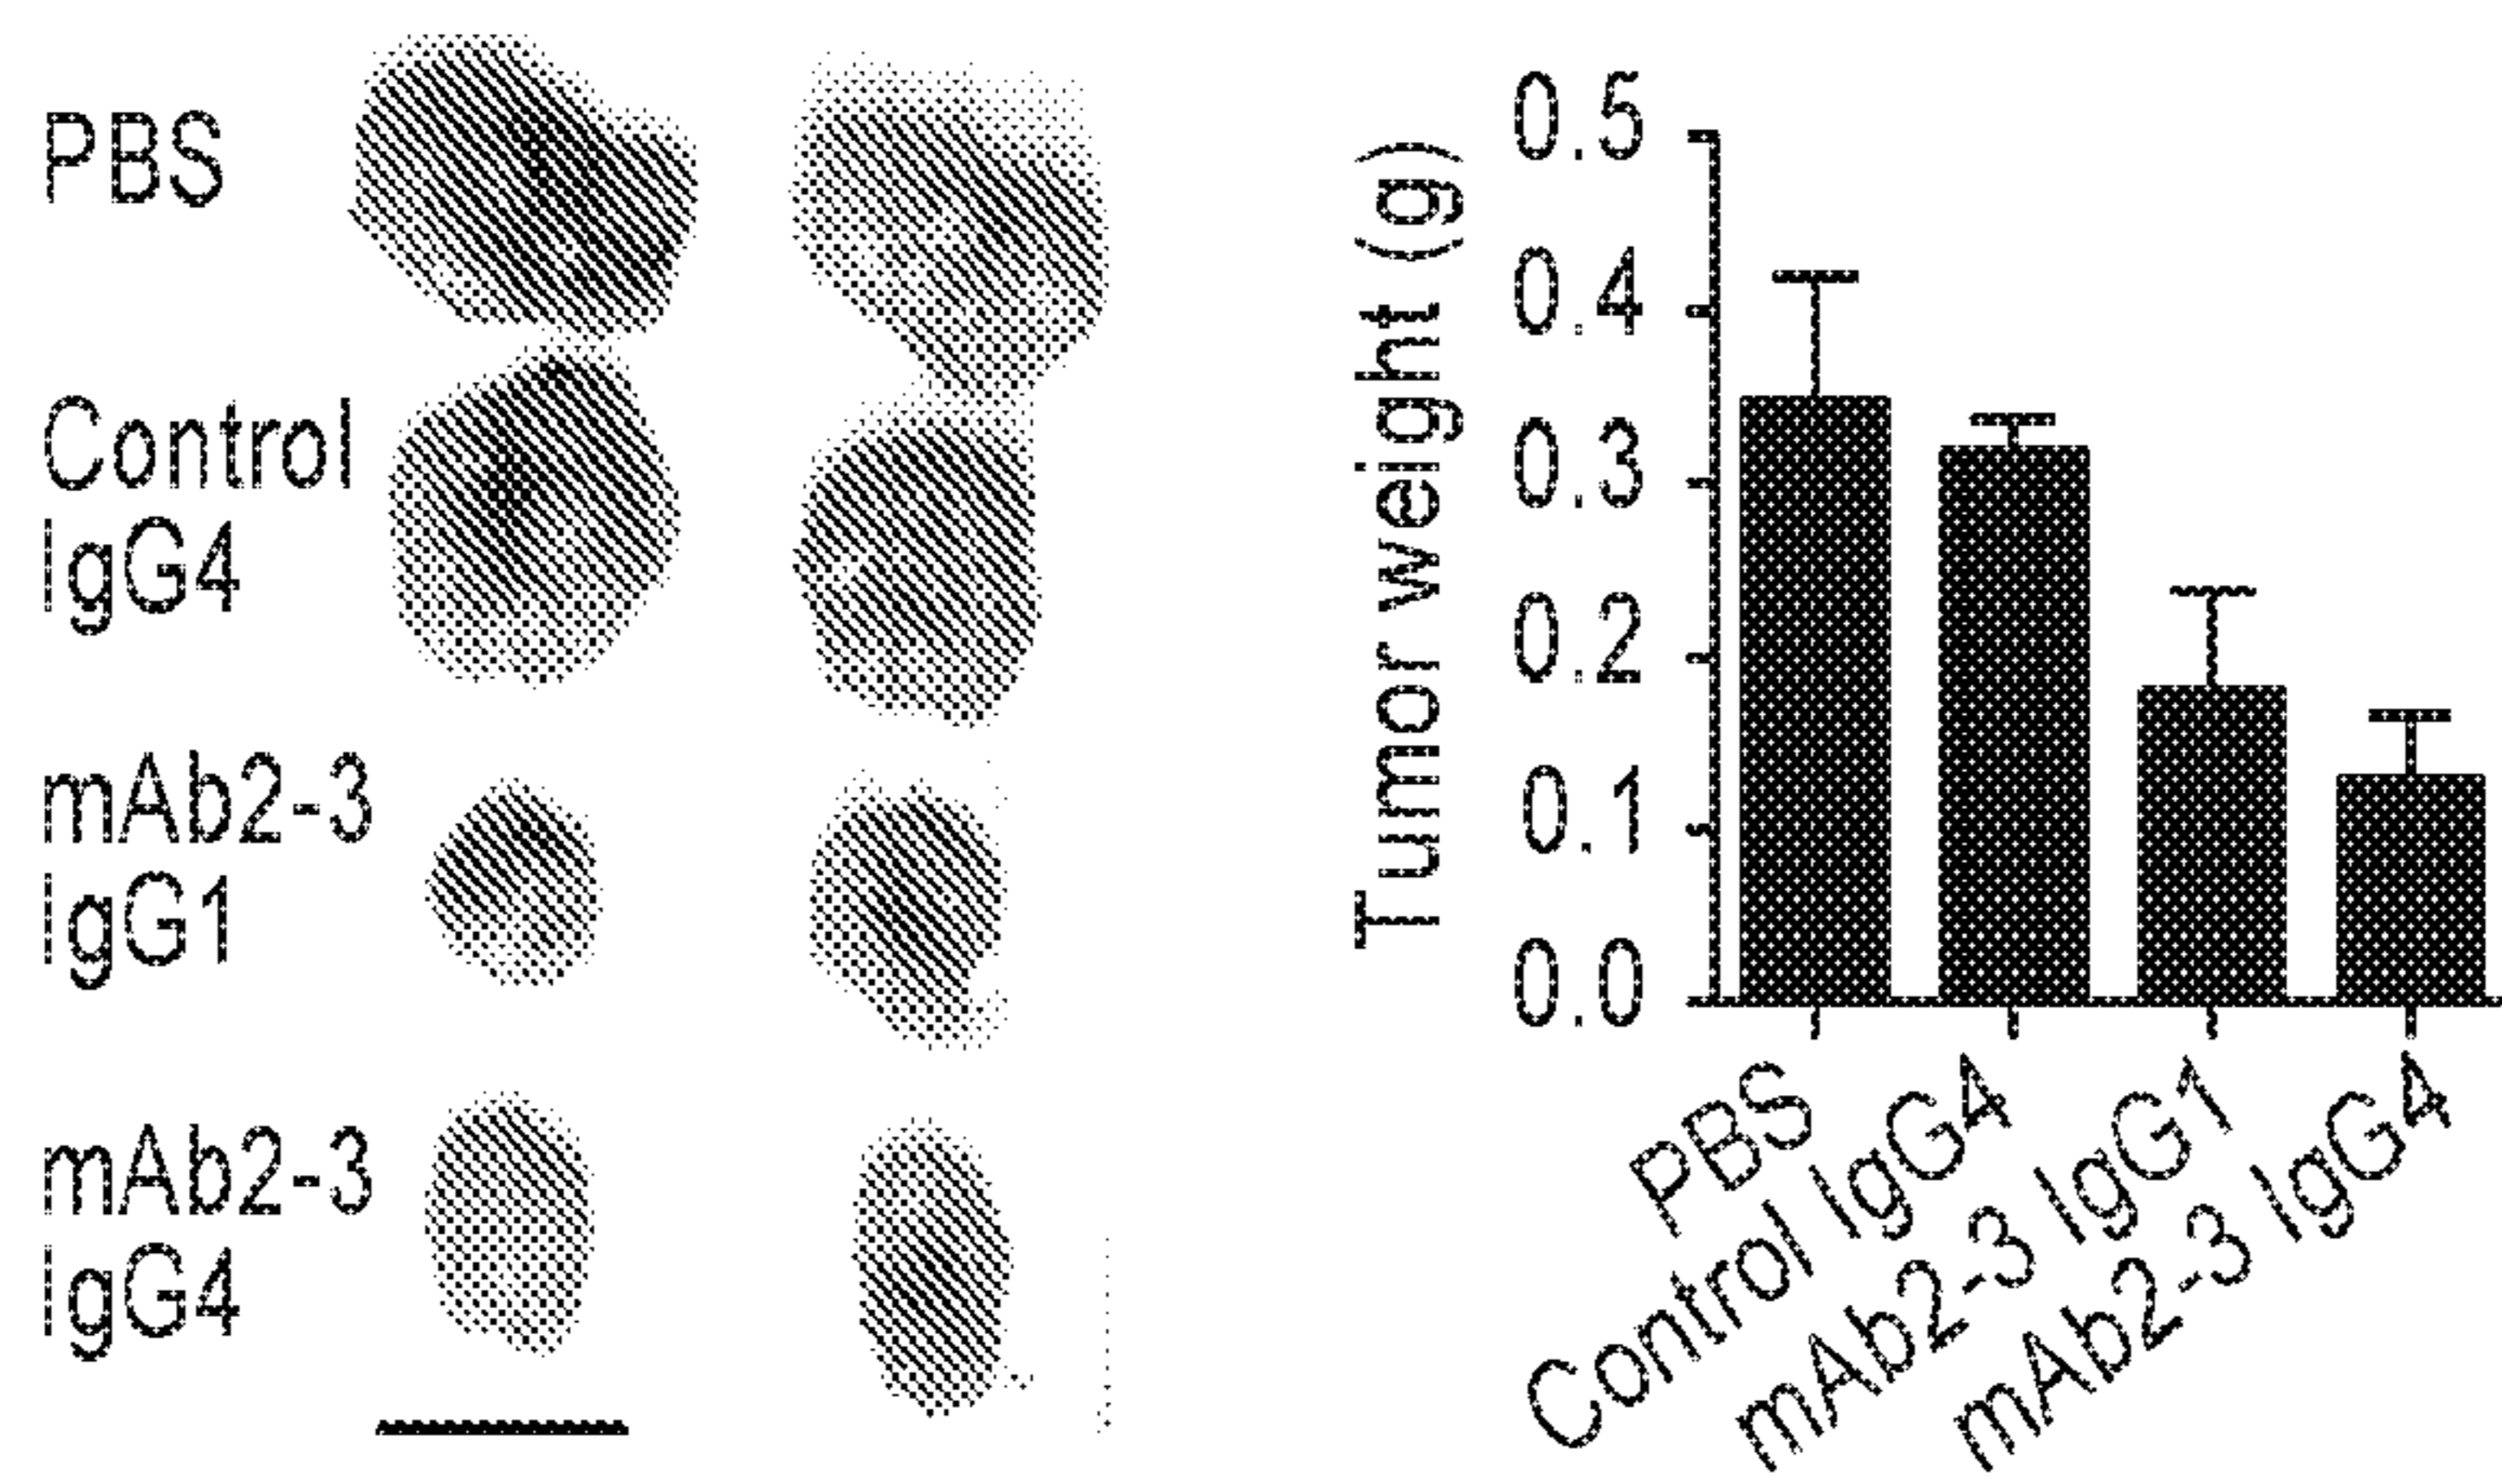 PBS
Control
IgG4
mAb2-3
IgG1
mAb2-3
IgG4
Tumor weight (g)
0.5
0.4
0.3
0.2
0.1
0.0
PBS
Control IgG4
mAb2-3 IgG1
mAb2-3 IgG4